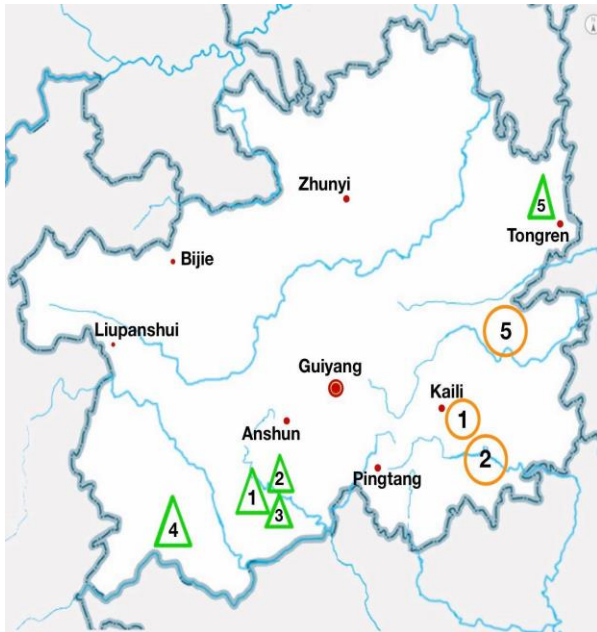 Zhunyi
5
Tongren
Bijie
Liupanshui
5
Guiyang
Kaili
1
Anshun
2
Pingtang
2
1
3
4